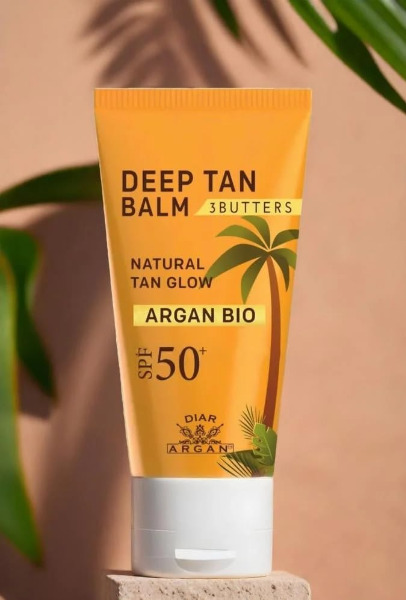 DEEP TAN
BALM 3BUTTERS
NATURAL
TAN GLOW
ARGAN BIO
SPF 50+
DIAR
ARGAN